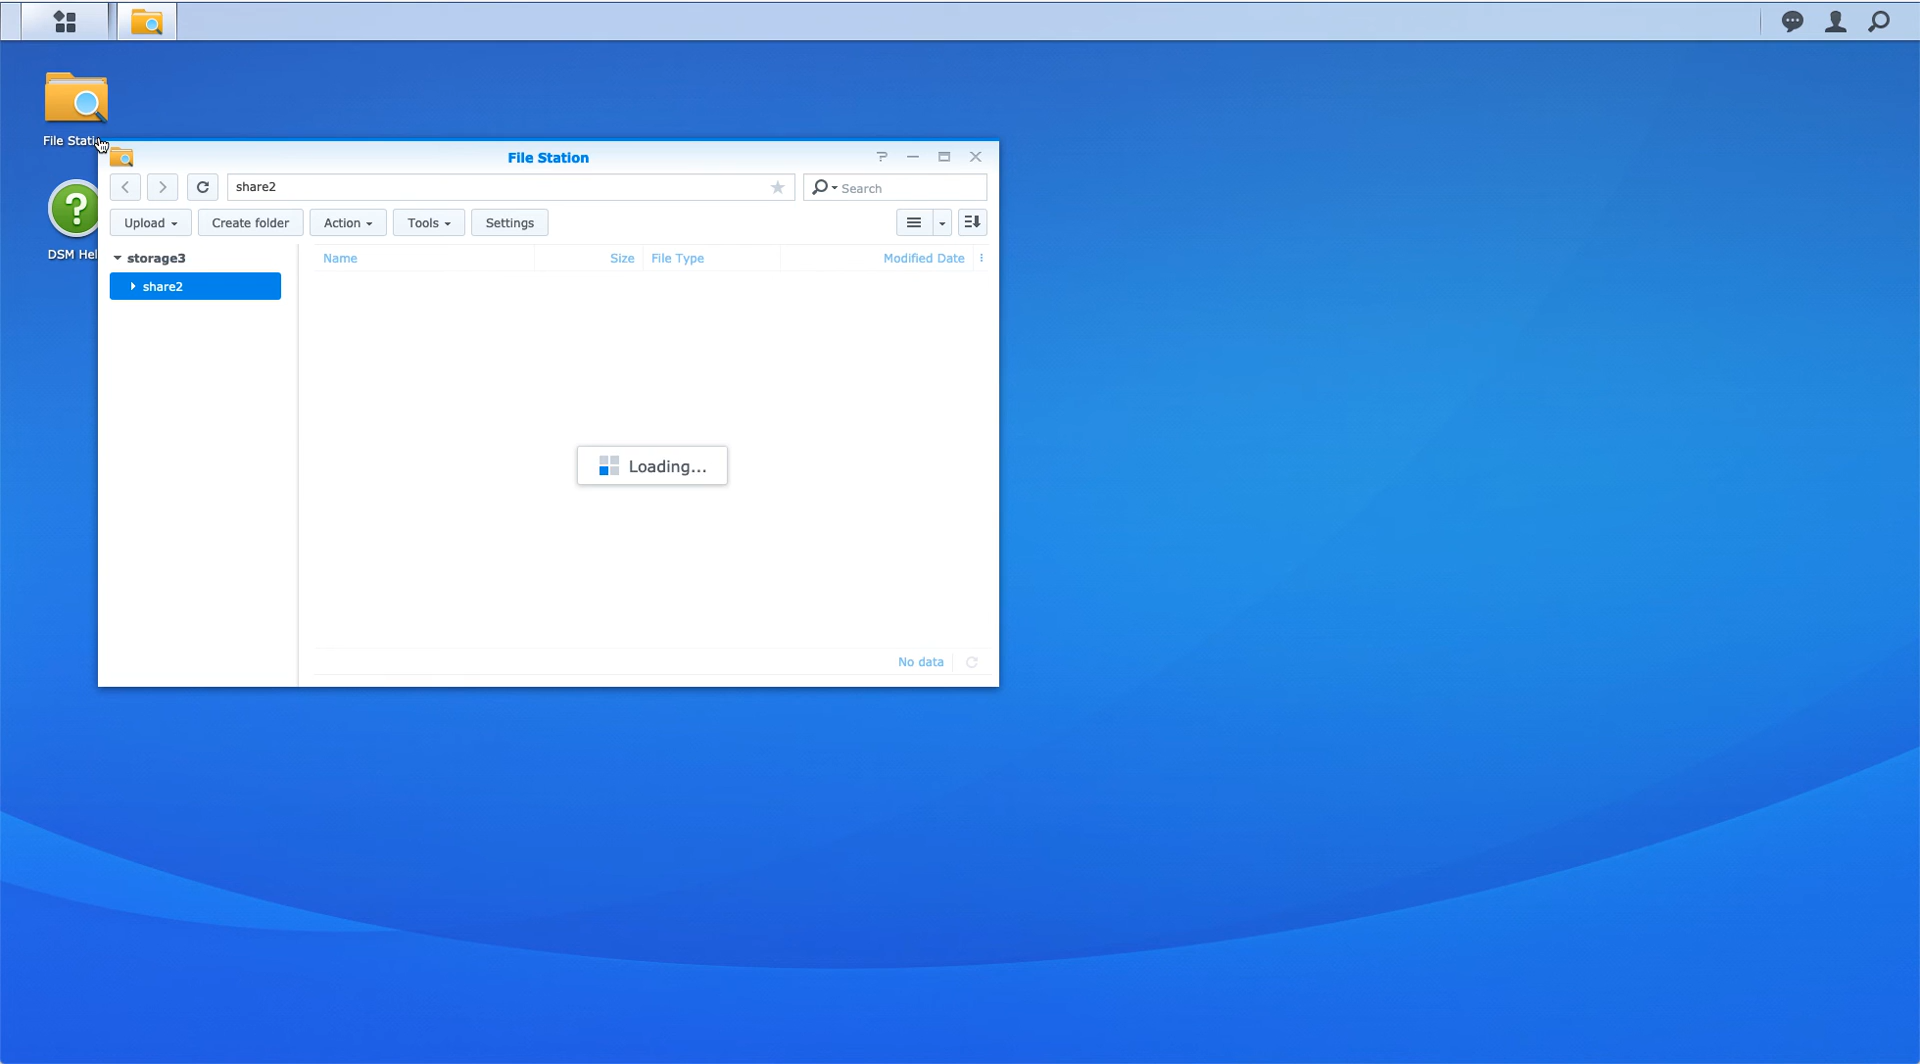 File Stati
DSM Hel
File Station
share2
Search
Upload
Create folder
Action
Tools
Settings
storage3
share2
Name
Size
File Type
Modified Date
Loading...
No data